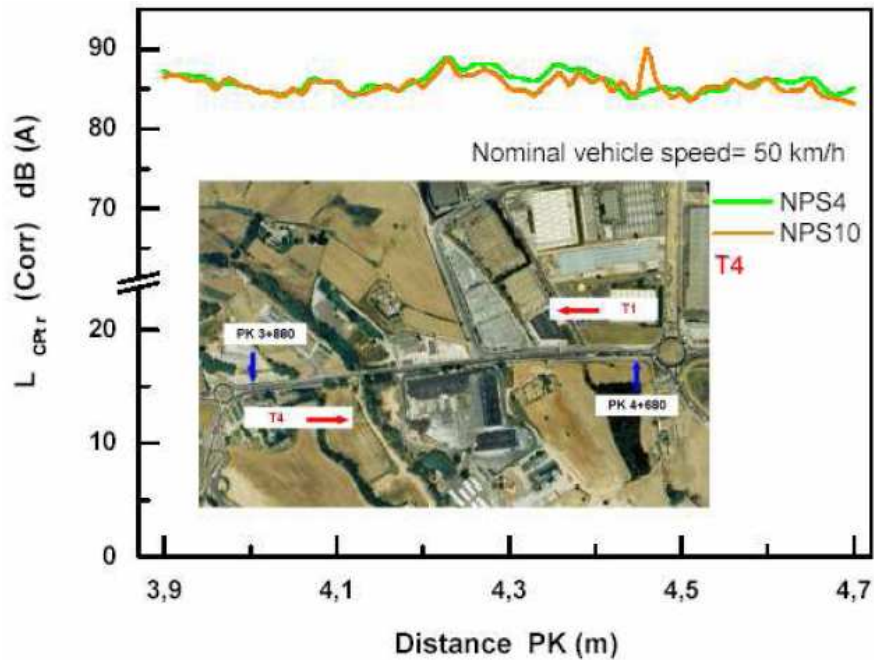 90
80
70
20
10
0
L CPtr (Corr) dB (A)
Nominal vehicle speed= 50 km/h
NPS4
NPS10
T4
T1
PK 3+880
T4
PK 4+680
3,9
4,1
4,3
4,5
4,7
Distance PK (m)